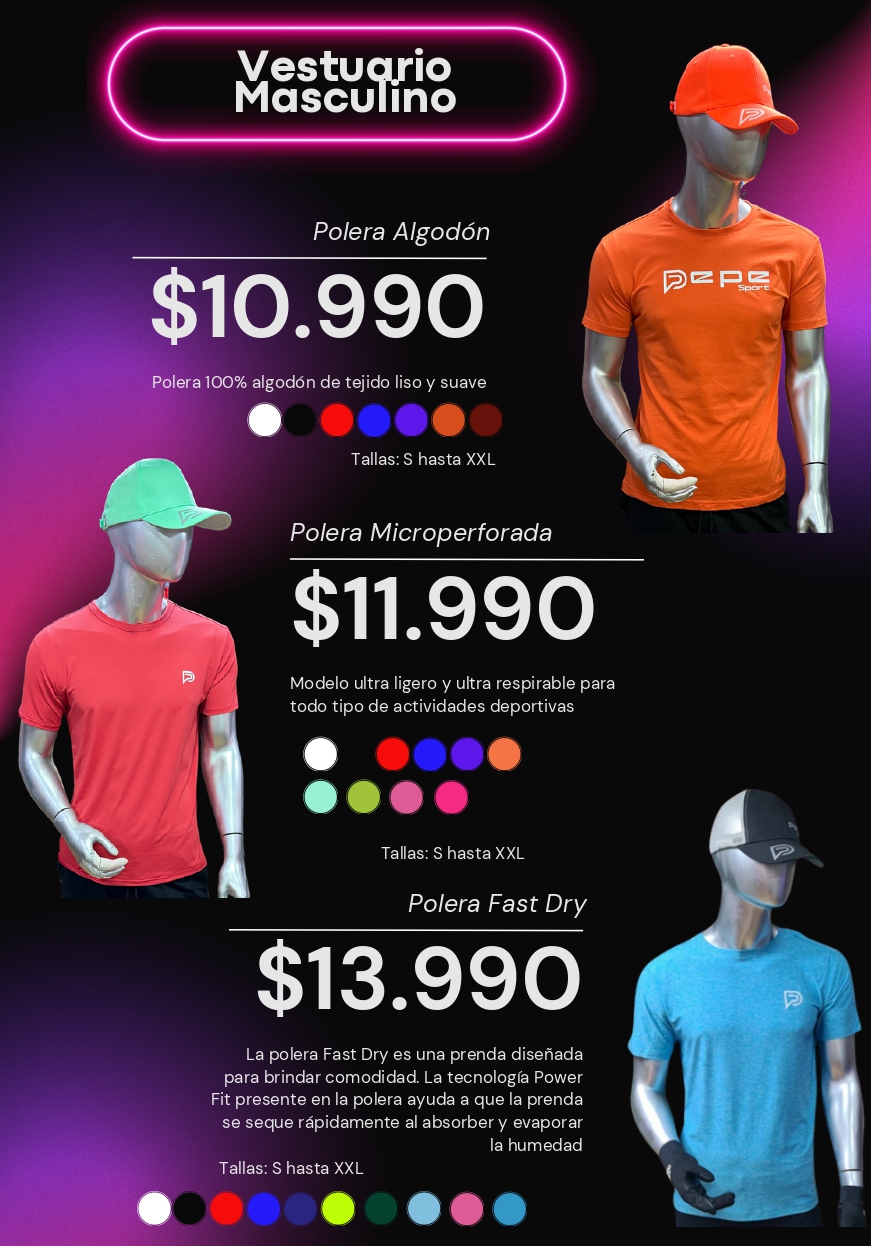 Vestuario
Masculino
Polera Algodón
$10.990
Polera 100% algodón de tejido liso y suave
Tallas: S hasta XXL
Pepe
Sport
Polera Microperforada
$11.990
Modelo ultra ligero y ultra respirable para
todo tipo de actividades deportivas
Tallas: S hasta XXL
Polera Fast Dry
$13.990
La polera Fast Dry es una prenda diseñada
para brindar comodidad. La tecnología Power
Fit presente en la polera ayuda a que la prenda
se seque rápidamente al absorber y evaporar
la humedad
Tallas: S hasta XXL